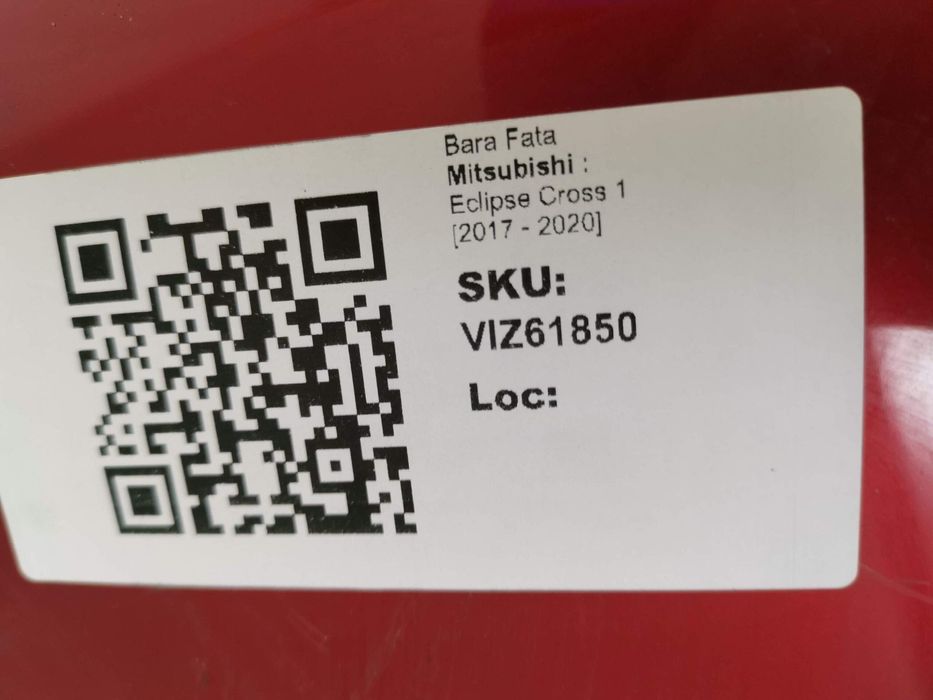 Bara Fata
Mitsubishi :
Eclipse Cross 1
[2017 - 2020]
SKU:
VIZ61850
Loc: